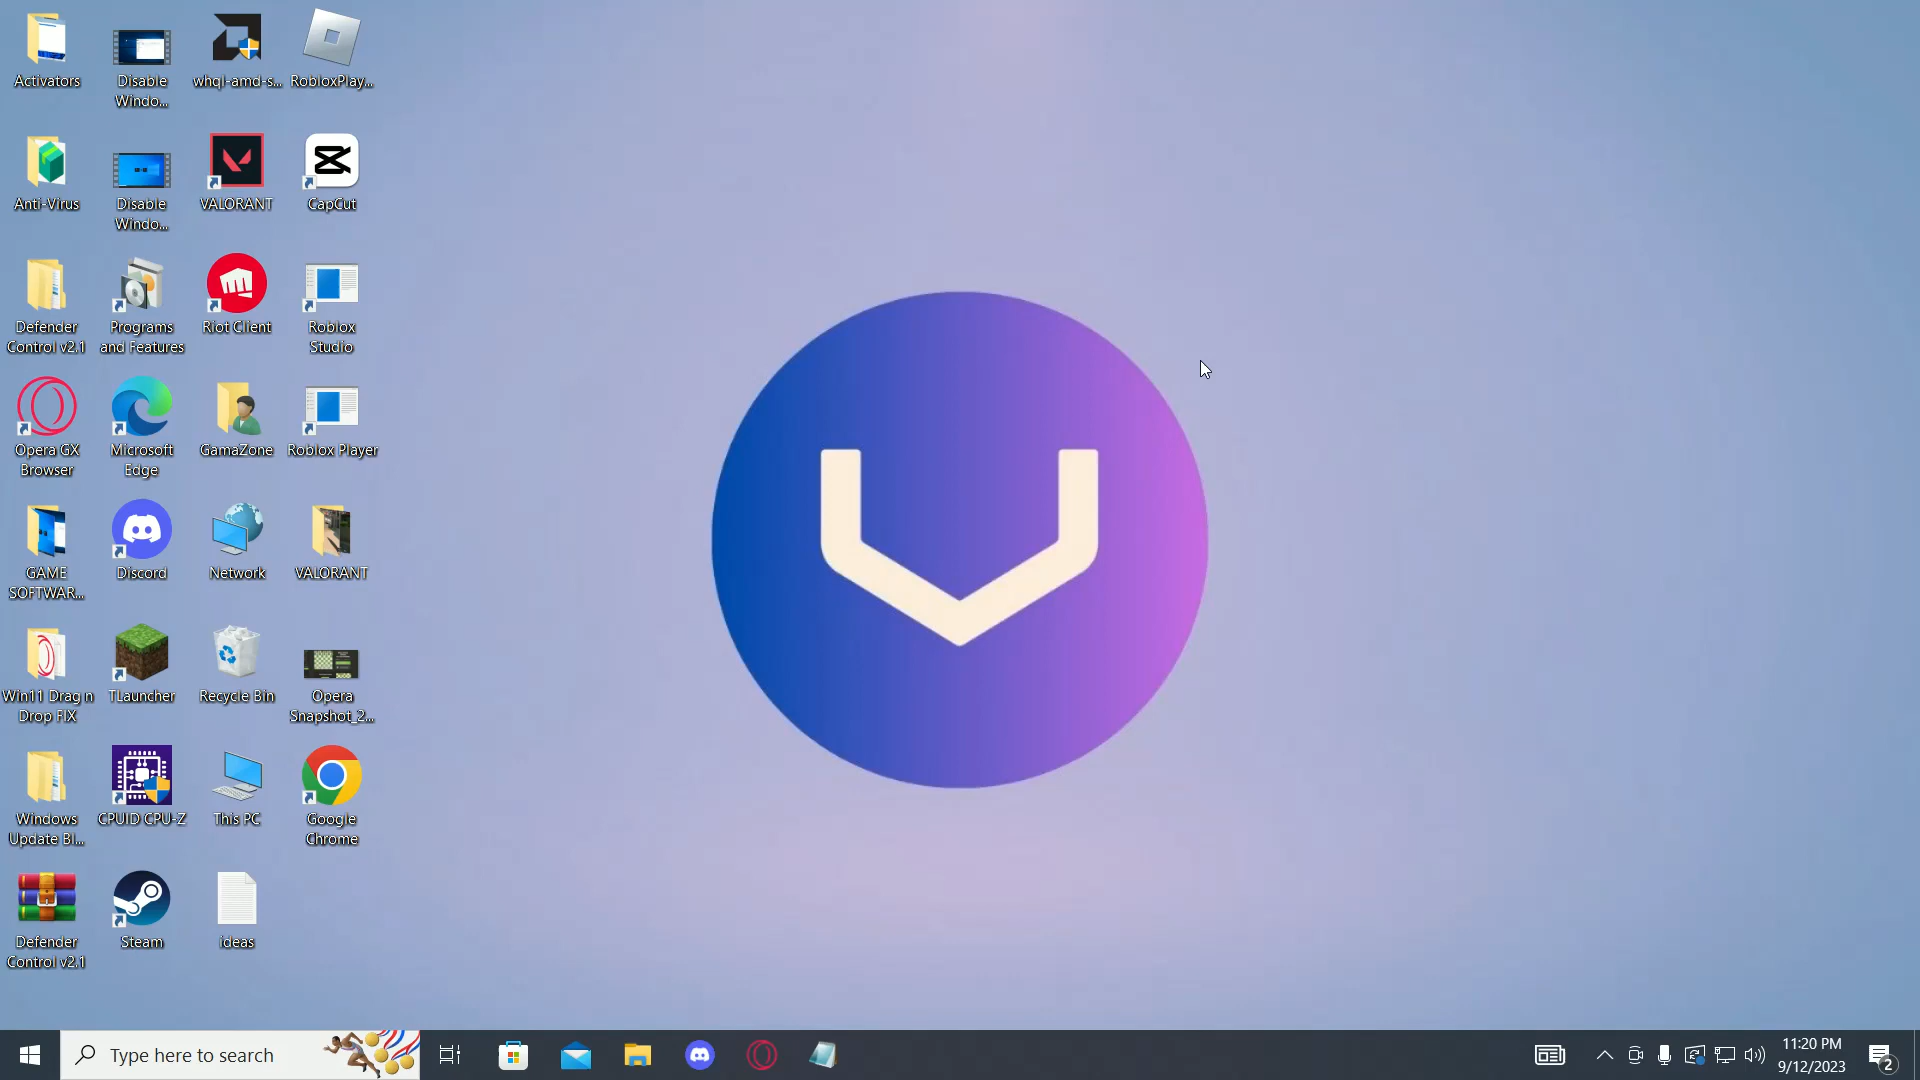 Activators
Disable
Windo...
whql-amd-s...
RobloxPlay...
Anti-Virus
Disable
Windo...
VALORANT
CapCut
Defender
Control v2.1
Programs
and Features
Riot Client
Roblox
Studio
Opera GX
Browser
Microsoft
Edge
GamaZone
Roblox Player
GAME
SOFTWAR...
Discord
Network
VALORANT
Win11 Drag n
Drop FIX
TLauncher
Recycle Bin
Opera
Snapshot_2...
Windows
Update Bl...
CPUID CPU-Z
This PC
Google
Chrome
Defender
Control v2.1
Steam
ideas
Type here to search
11:20 PM
9/12/2023
2